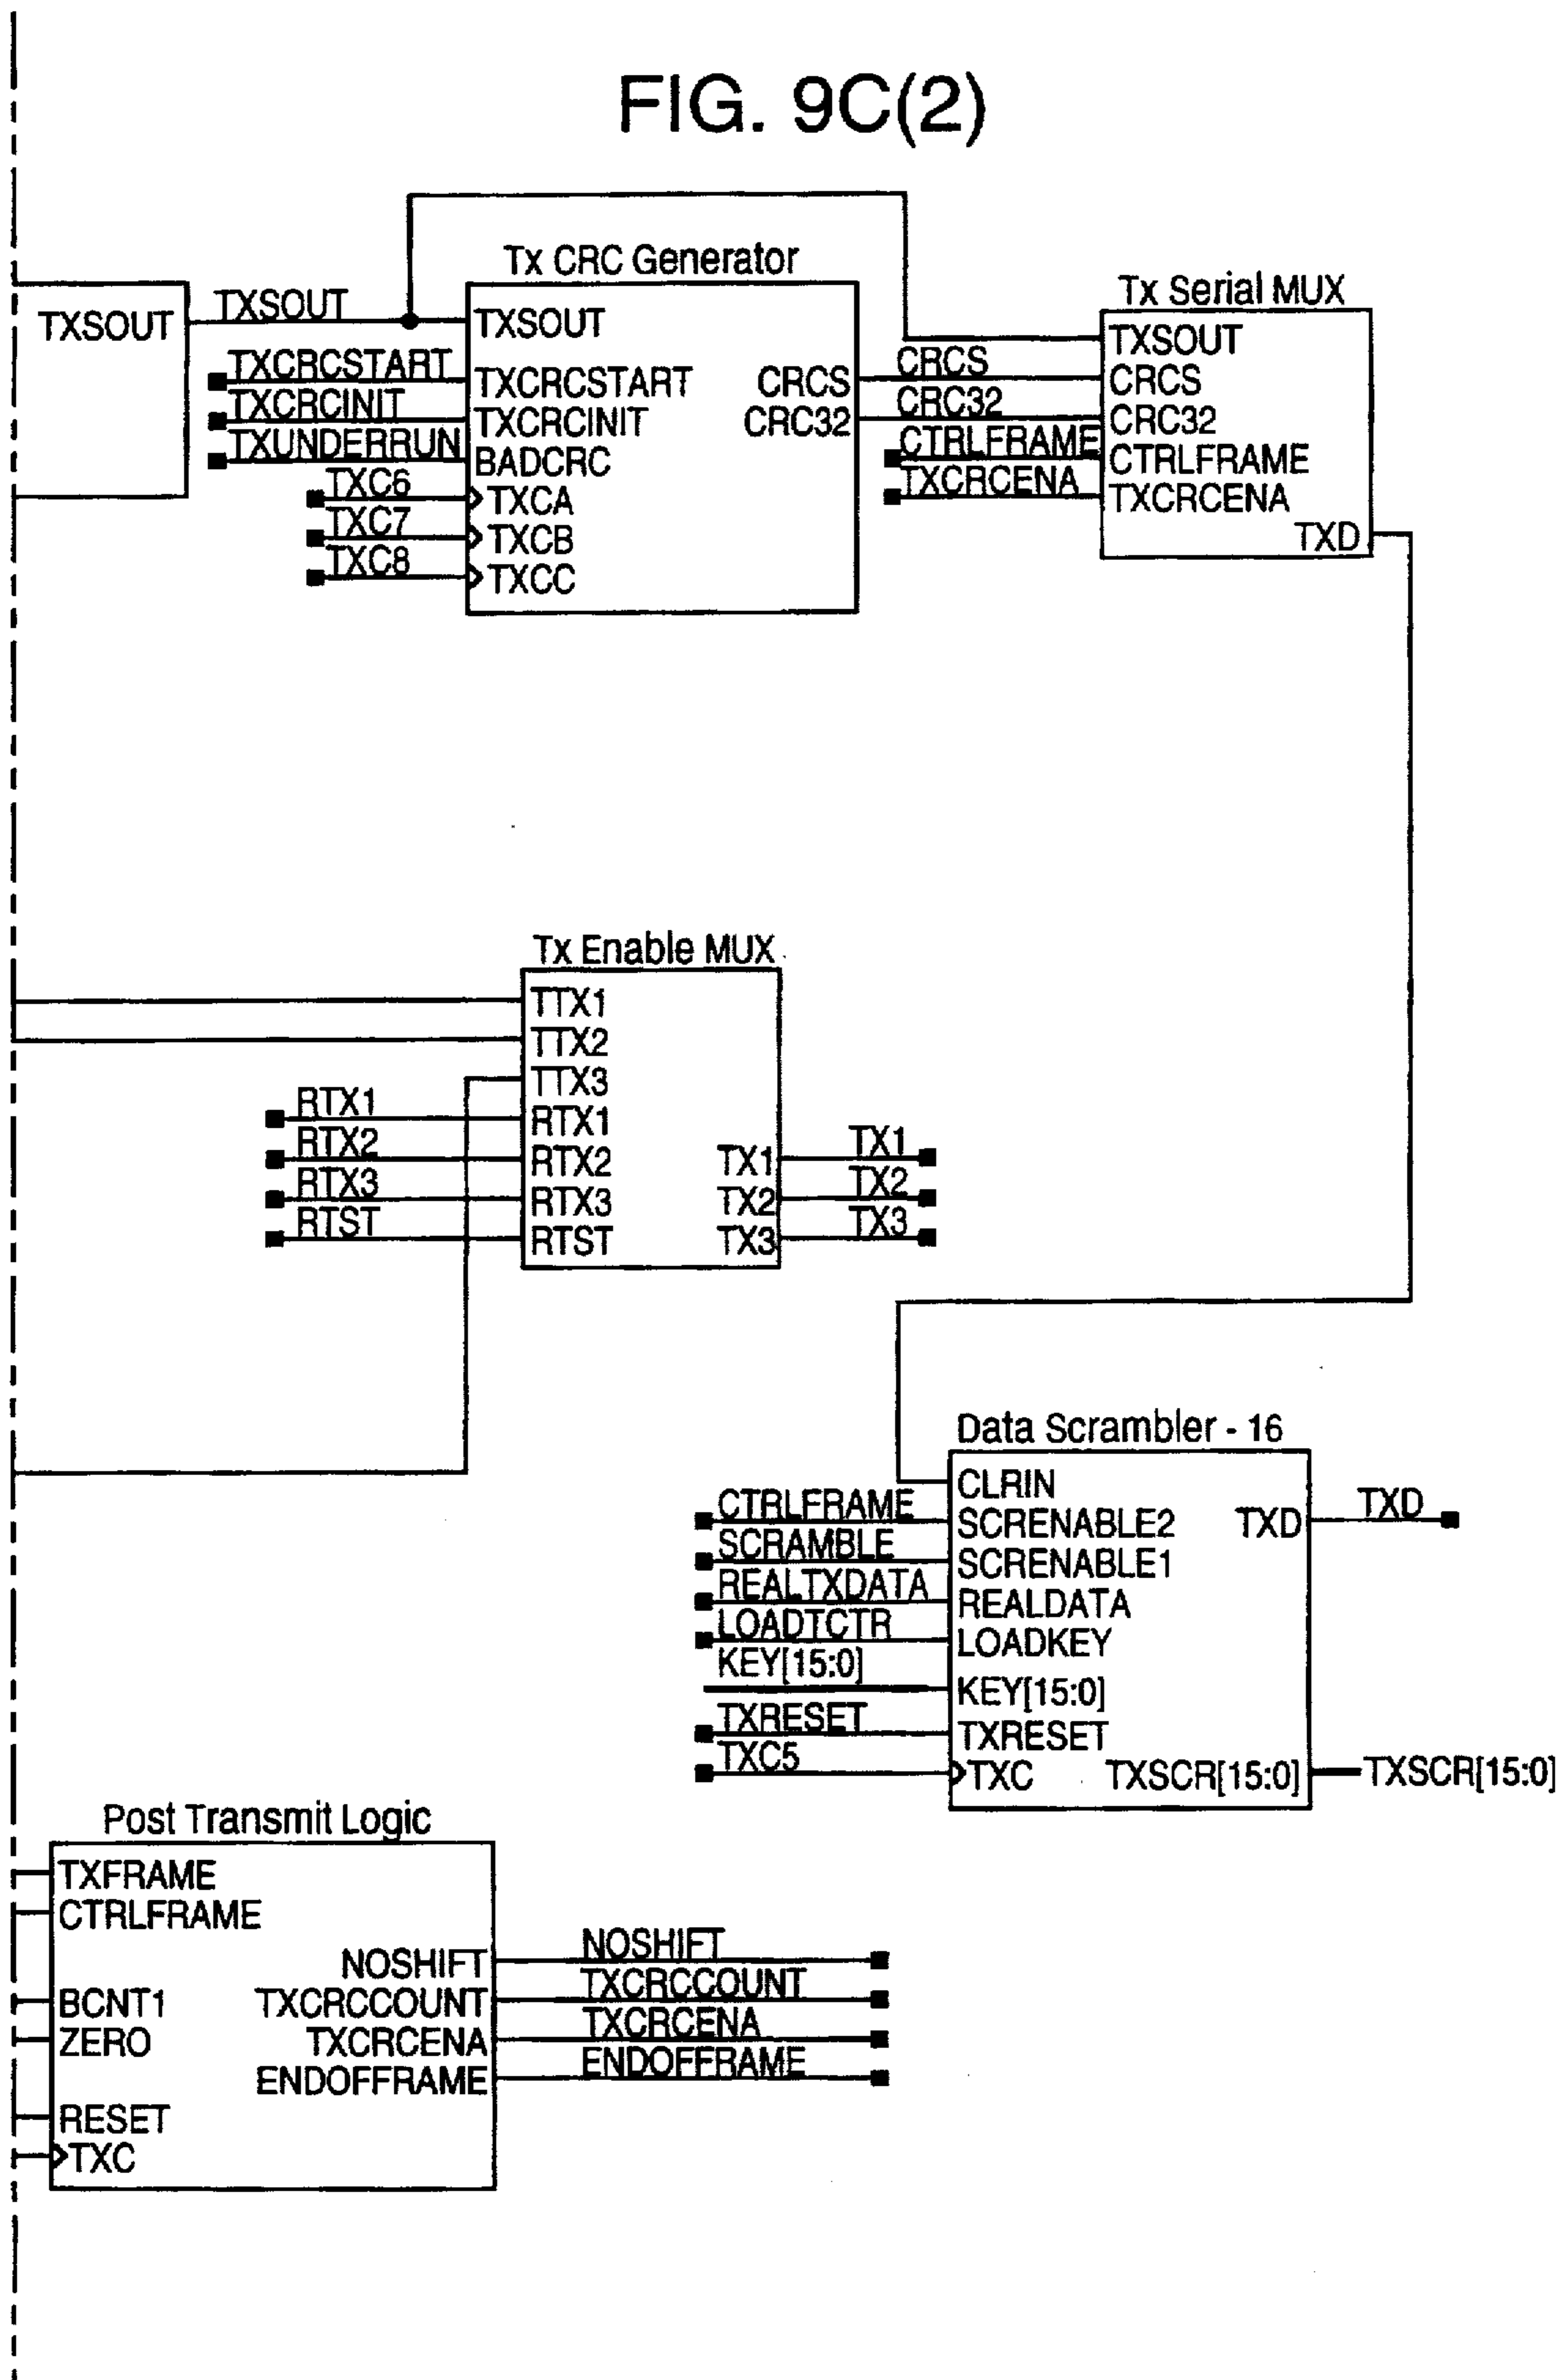 FIG. 9C(2)
TXSOUT
TXSOUT
Tx CRC Generator
TXSOUT
TXCRCSTART
TXCRCSTART
TXCRCINIT
TXCRCINIT
TXUNDERRUN
BADCRC
TXC6
TXCA
TXC7
TXCB
TXC8
TXCC
CRCS
CRC32
CRCS
CRC32
CTRLFRAME
TXCRCENA
Tx Serial MUX
TXSOUT
CRCS
CRC32
CTRLFRAME
TXCRCENA
TXD
Tx Enable MUX
TTX1
TTX2
TTX3
RTX1
RTX1
RTX2
RTX2
RTX3
RTX3
RTST
RTST
TX1
TX1
TX2
TX2
TX3
TX3
Data Scrambler - 16
CLRIN
CTRLFRAME
SCRENABLE2
SCRAMBLE
SCRENABLE1
REALTXDATA
REALDATA
LOADTCTR
LOADKEY
KEY[15:0]
KEY[15:0]
TXRESET
TXRESET
TXC5
TXC
TXD
TXD
TXSCR[15:0]
TXSCR[15:0]
Post Transmit Logic
TXFRAME
CTRLFRAME
BCNT1
ZERO
RESET
TXC
NOSHIFT
NOSHIFT
TXCRCCOUNT
TXCRCCOUNT
TXCRCENA
TXCRCENA
ENDOFFRAME
ENDOFFRAME